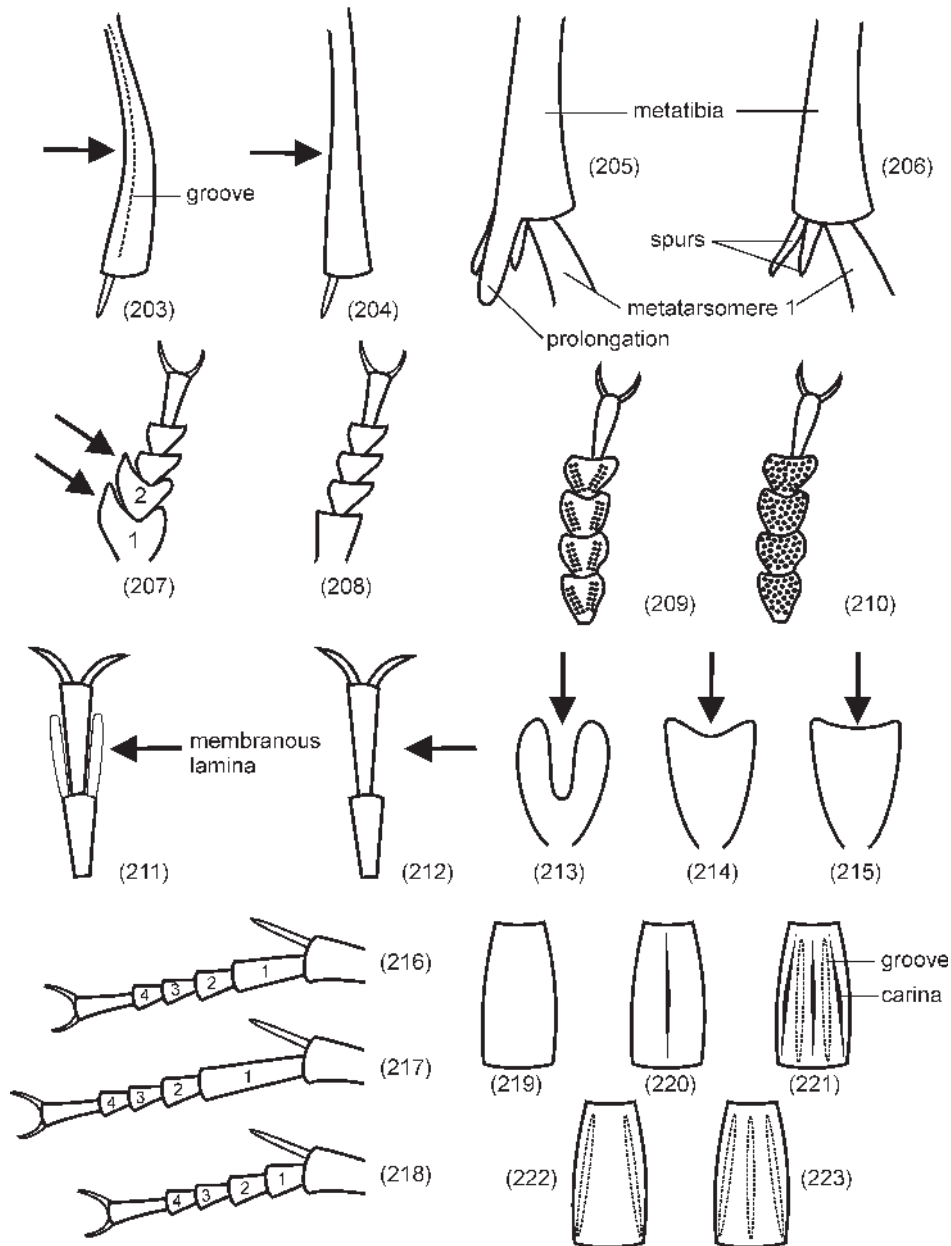 metatibia
(205)
(206)
groove
spurs
(203)
(204)
metatarsomere 1
prolongation
2
1
(207)
(208)
(209)
(210)
membranous
lamina
(211)
(212)
(213)
(214)
(215)
4 3 2 1
(216)
4 3 2 1
(217)
4 3 2 1
(218)
groove
carina
(219)
(220)
(221)
(222)
(223)